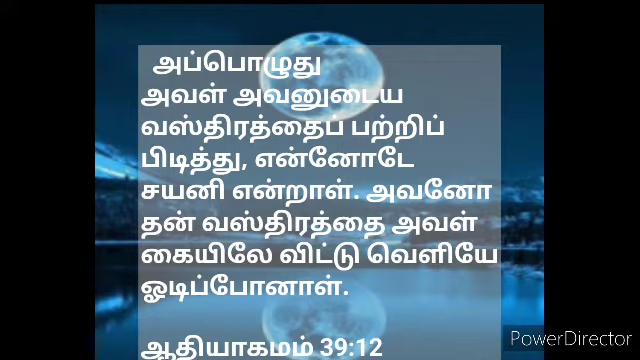 அப்பொழுது
அவள் அவனுடைய
வஸ்திரத்தைப் பற்றிப்
பிடித்து, என்னோடே
சயனி என்றாள். அவனோ
தன் வஸ்திரத்தை அவள்
கையிலே விட்டு வெளியே
ஓடிப்போனாள்.
ஆதியாகமம் 39:12
PowerDirector